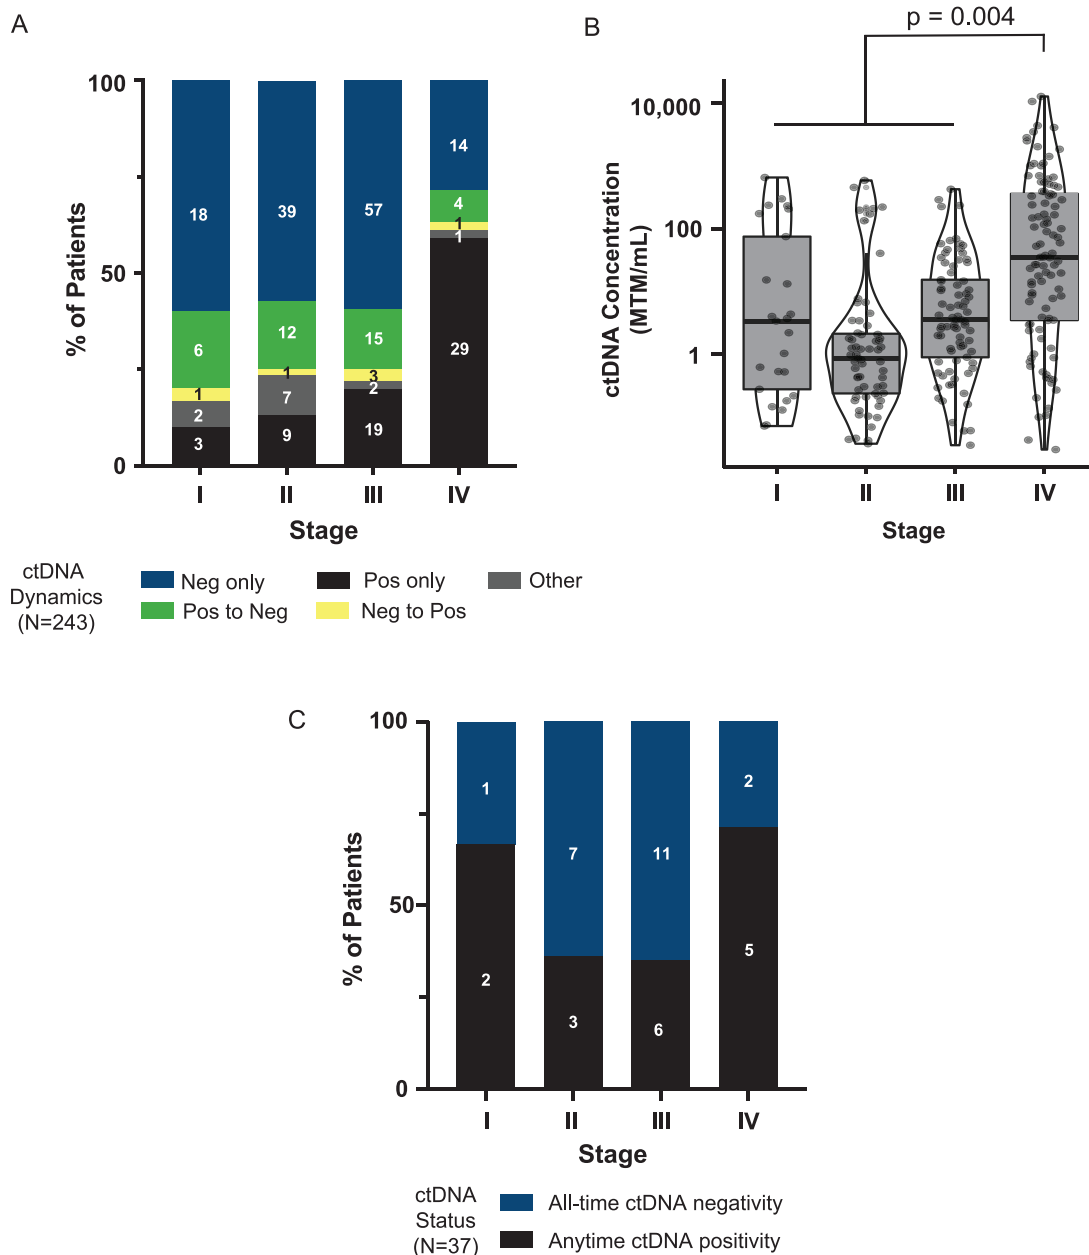 A
100
50
0
% of Patients
18
6
1
2
3
39
12
1
7
9
57
15
3
2
19
14
4
1
1
29
I II III IV
Stage
ctDNA
Dynamics
(N=243)
Neg only
Pos only
Other
Pos to Neg
Neg to Pos
B
p = 0.004
10,000
100
1
ctDNA Concentration
(MTM/mL)
I II III IV
Stage
C
100
50
0
% of Patients
1
2
7
3
11
6
2
5
I II III IV
Stage
ctDNA
Status
(N=37)
All-time ctDNA negativity
Anytime ctDNA positivity